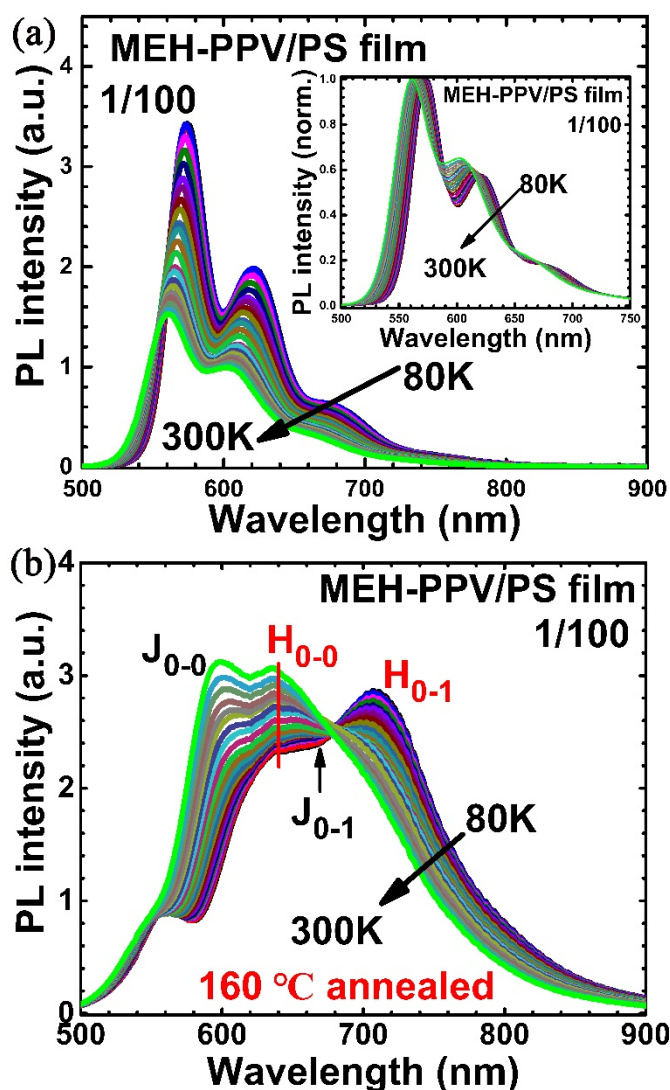 (a)
MEH-PPV/PS film
1/100
PL intensity (a.u.)
4
3
2
1
0
500 600 700 800 900
Wavelength (nm)
80K
300K
PL intensity (norm.)
1.0
0.8
0.6
0.4
0.2
0.0
500 550 600 650 700 750
Wavelength (nm)
MEH-PPV/PS film
1/100
80K
300K
(b)
MEH-PPV/PS film
1/100
PL intensity (a.u.)
4
3
2
1
0
J0-0
H0-0
H0-1
J0-1
80K
300K
160 °C annealed
500 600 700 800 900
Wavelength (nm)